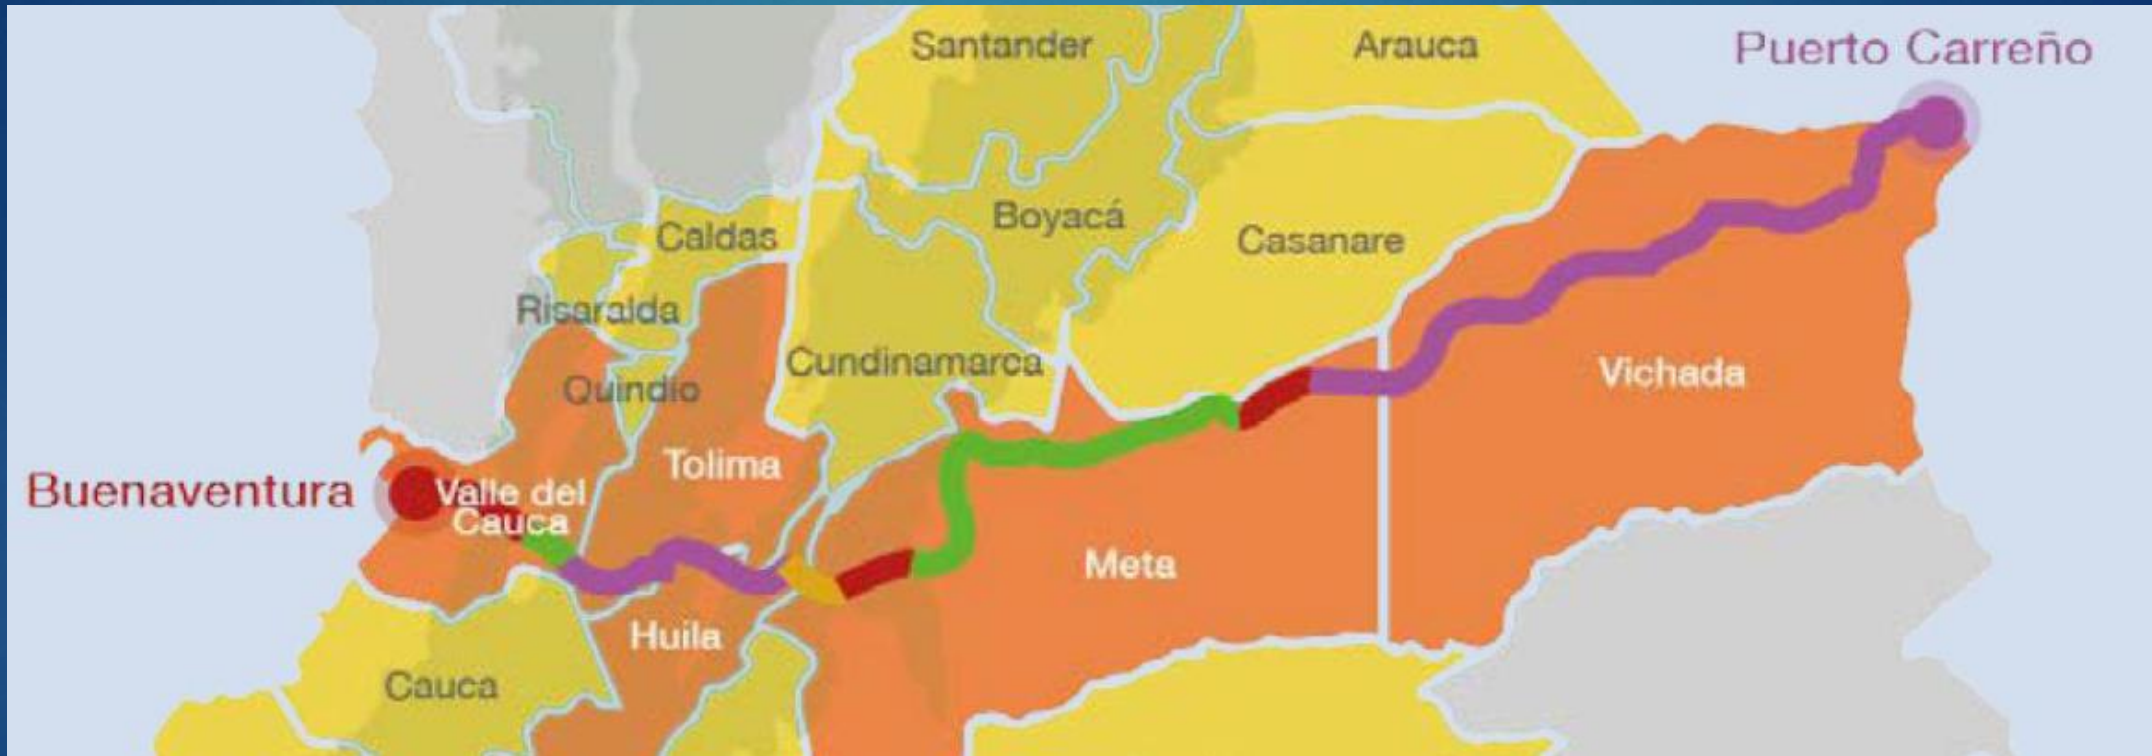 Santander
Arauca
Puerto Carreño
Caldas
Boyacá
Casanare
Risaralda
Cundinamarca
Quindío
Vichada
Tolima
Buenaventura
Valle del
Cauca
Meta
Huila
Cauca